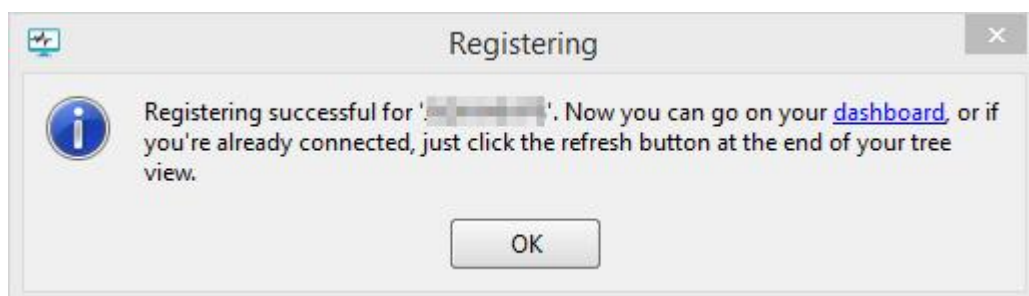 Registering
Registering successful for ' '. Now you can go on your dashboard, or if
you're already connected, just click the refresh button at the end of your tree
view.
OK